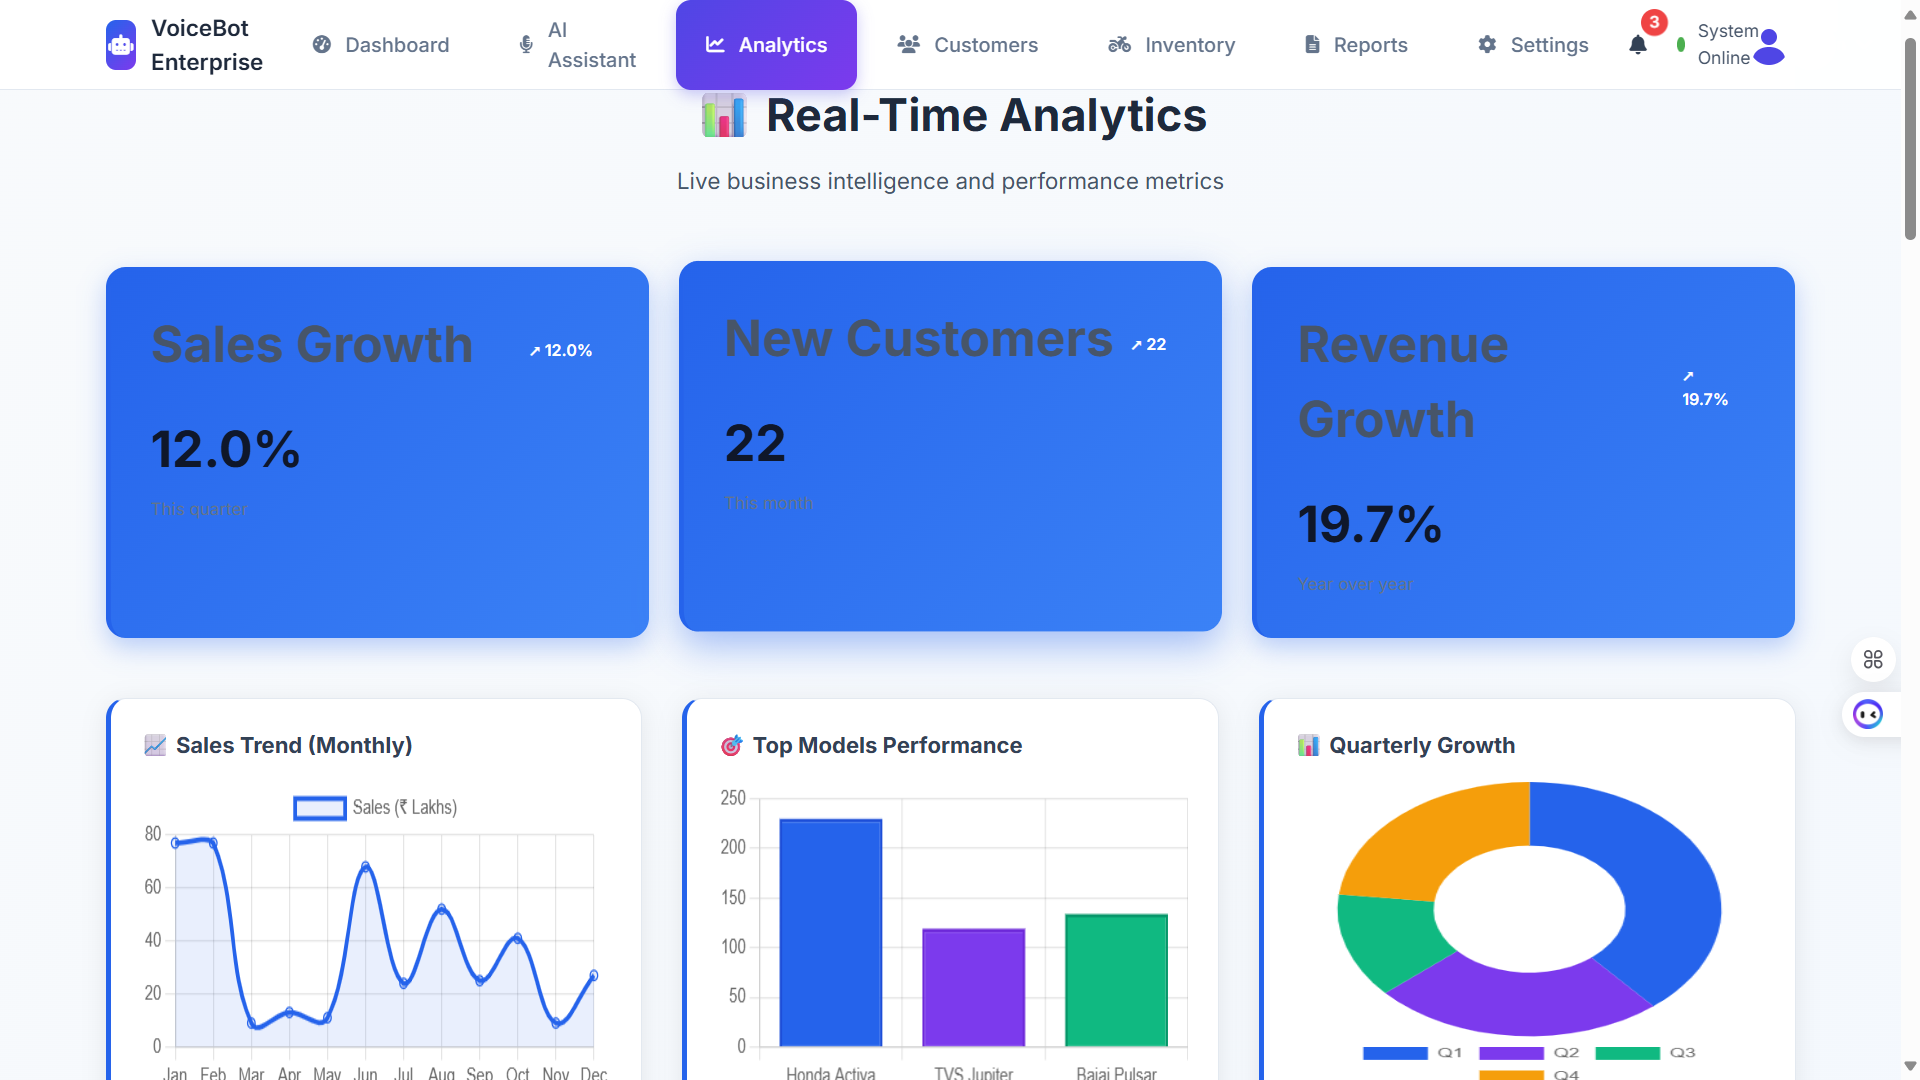 VoiceBot
Enterprise
Dashboard
AI
Assistant
Analytics
Customers
Inventory
Reports
Settings
3
System
Online
Real-Time Analytics
Live business intelligence and performance metrics
Sales Growth
↗ 12.0%
12.0%
This quarter
New Customers
↗ 22
22
This month
Revenue
Growth
↗
19.7%
19.7%
Year over year
Sales Trend (Monthly)
Sales (₹ Lakhs)
80
60
40
20
0
Jan Feb Mar Apr May Jun Jul Aug Sep Oct Nov Dec
Top Models Performance
250
200
150
100
50
0
Honda Activa TVS Jupiter Bajaj Pulsar
Quarterly Growth
Q1 Q2 Q3
Q4